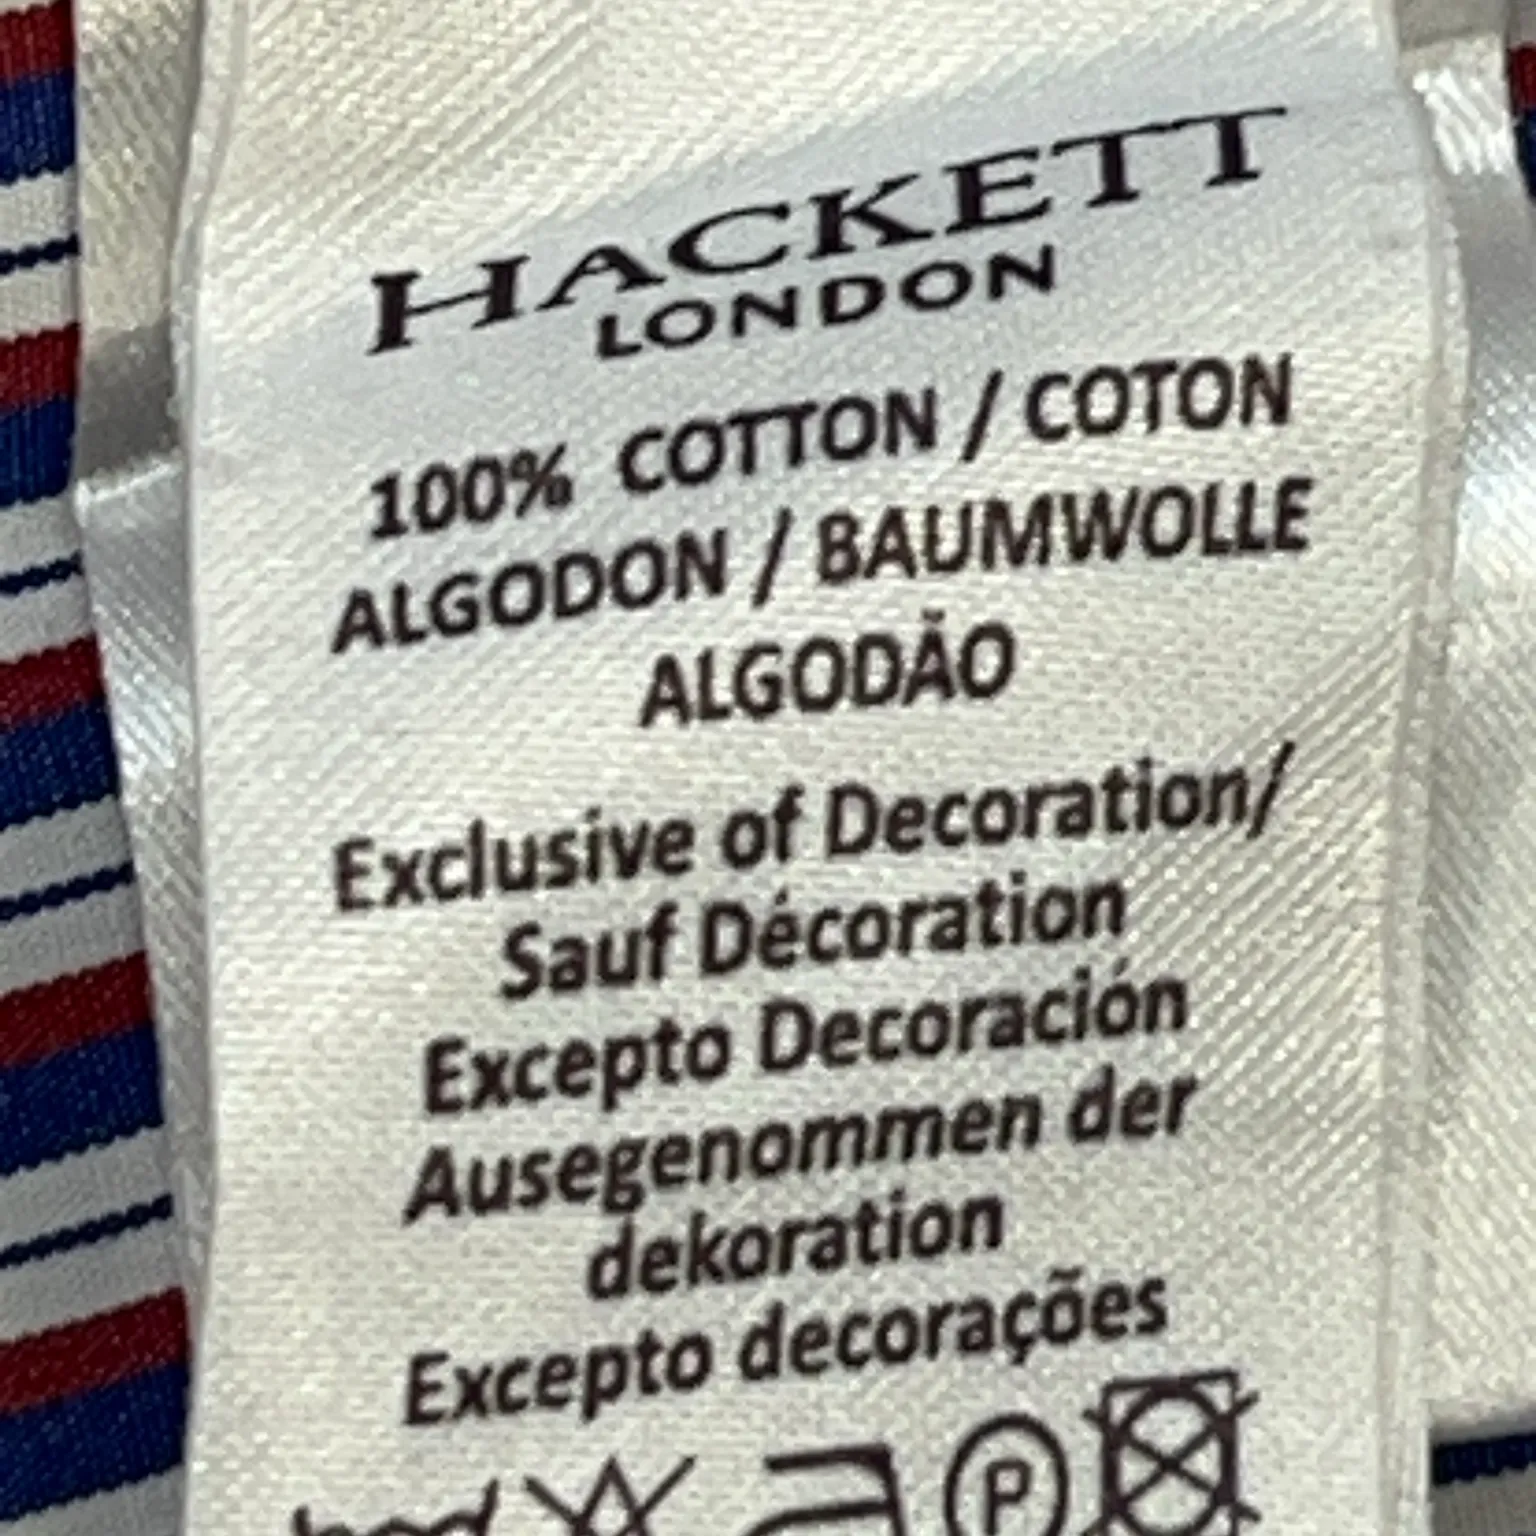 HACKETT
LONDON
100% COTTON / COTON
ALGODON / BAUMWOLLE
ALGODÃO
Exclusive of Decoration/
Sauf Décoration
Excepto Decoración
Ausegenommen der
dekoration
Excepto decorações
P